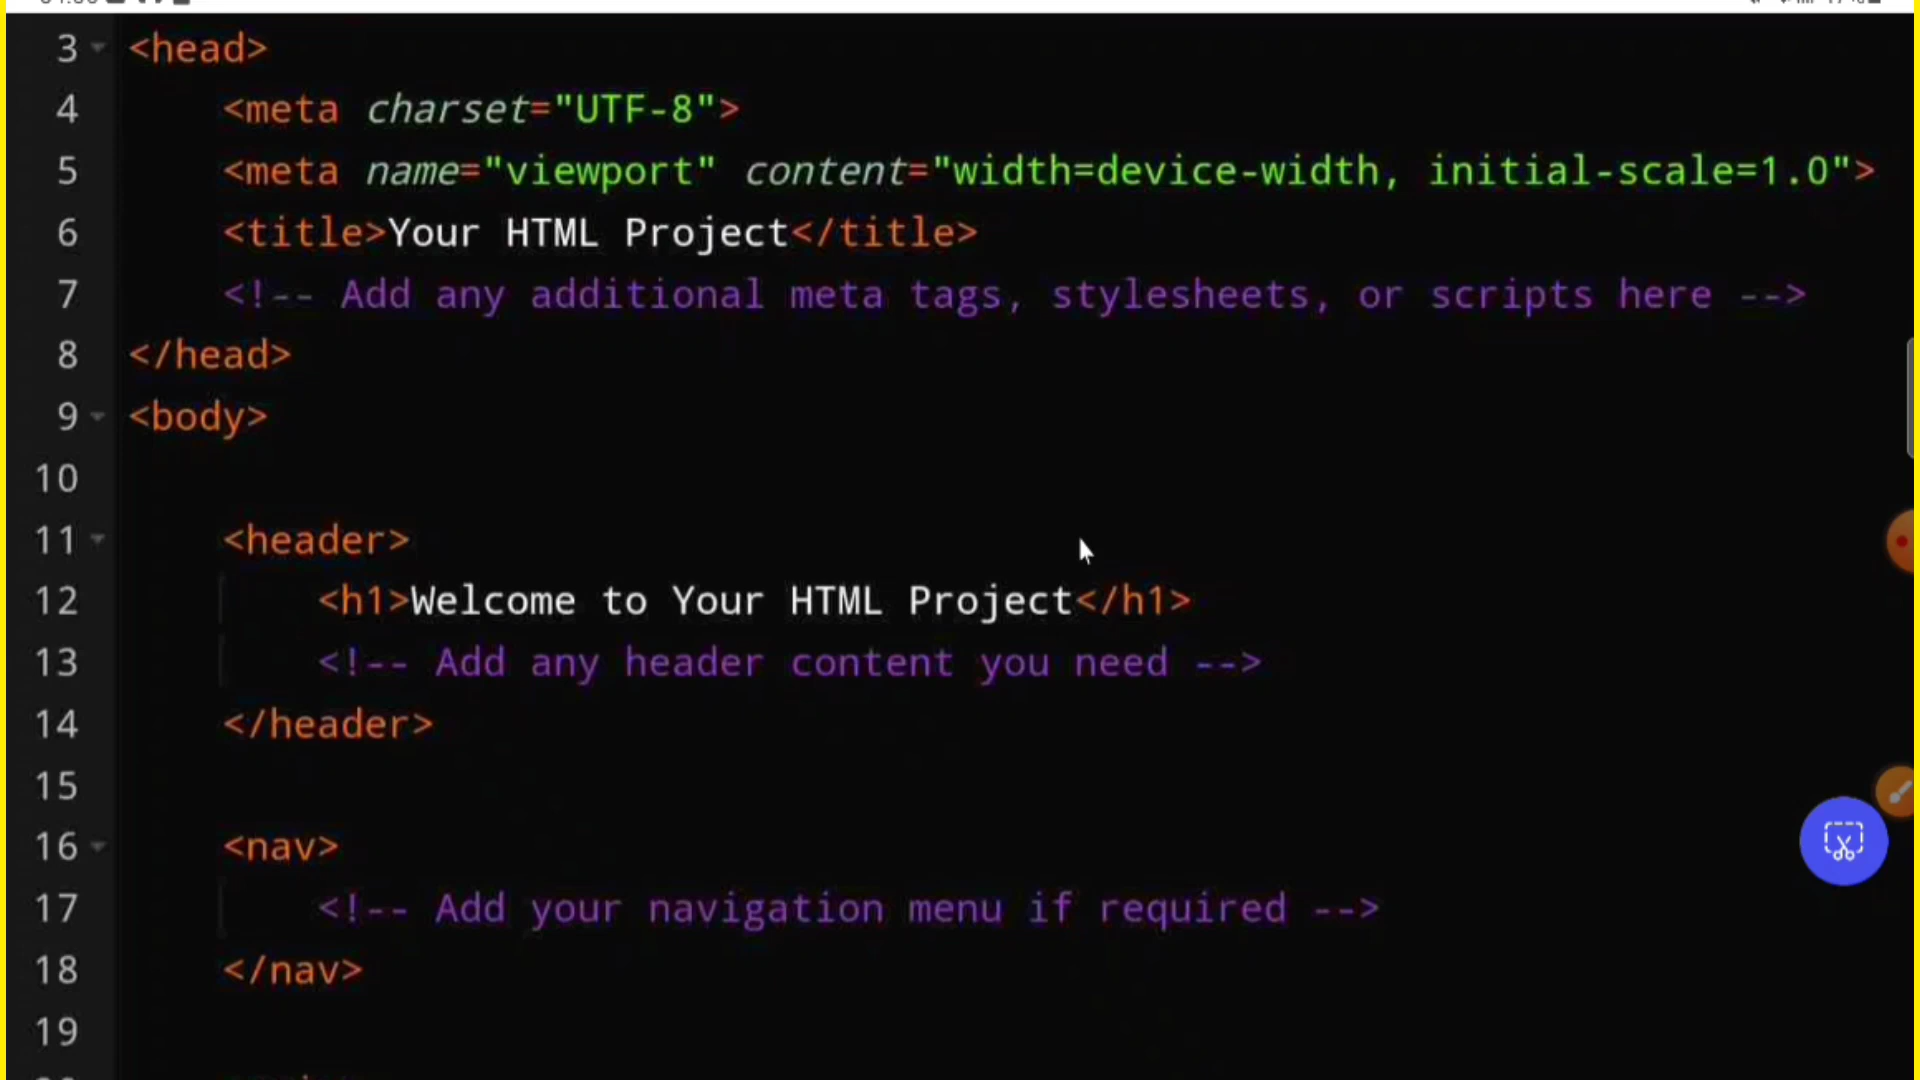 3 <head>
4 <meta charset="UTF-8">
5 <meta name="viewport" content="width=device-width, initial-scale=1.0">
6 <title>Your HTML Project</title>
7 <!-- Add any additional meta tags, stylesheets, or scripts here -->
8 </head>
9 <body>
10
11 <header>
12 <h1>Welcome to Your HTML Project</h1>
13 <!-- Add any header content you need -->
14 </header>
15
16 <nav>
17 <!-- Add your navigation menu if required -->
18 </nav>
19